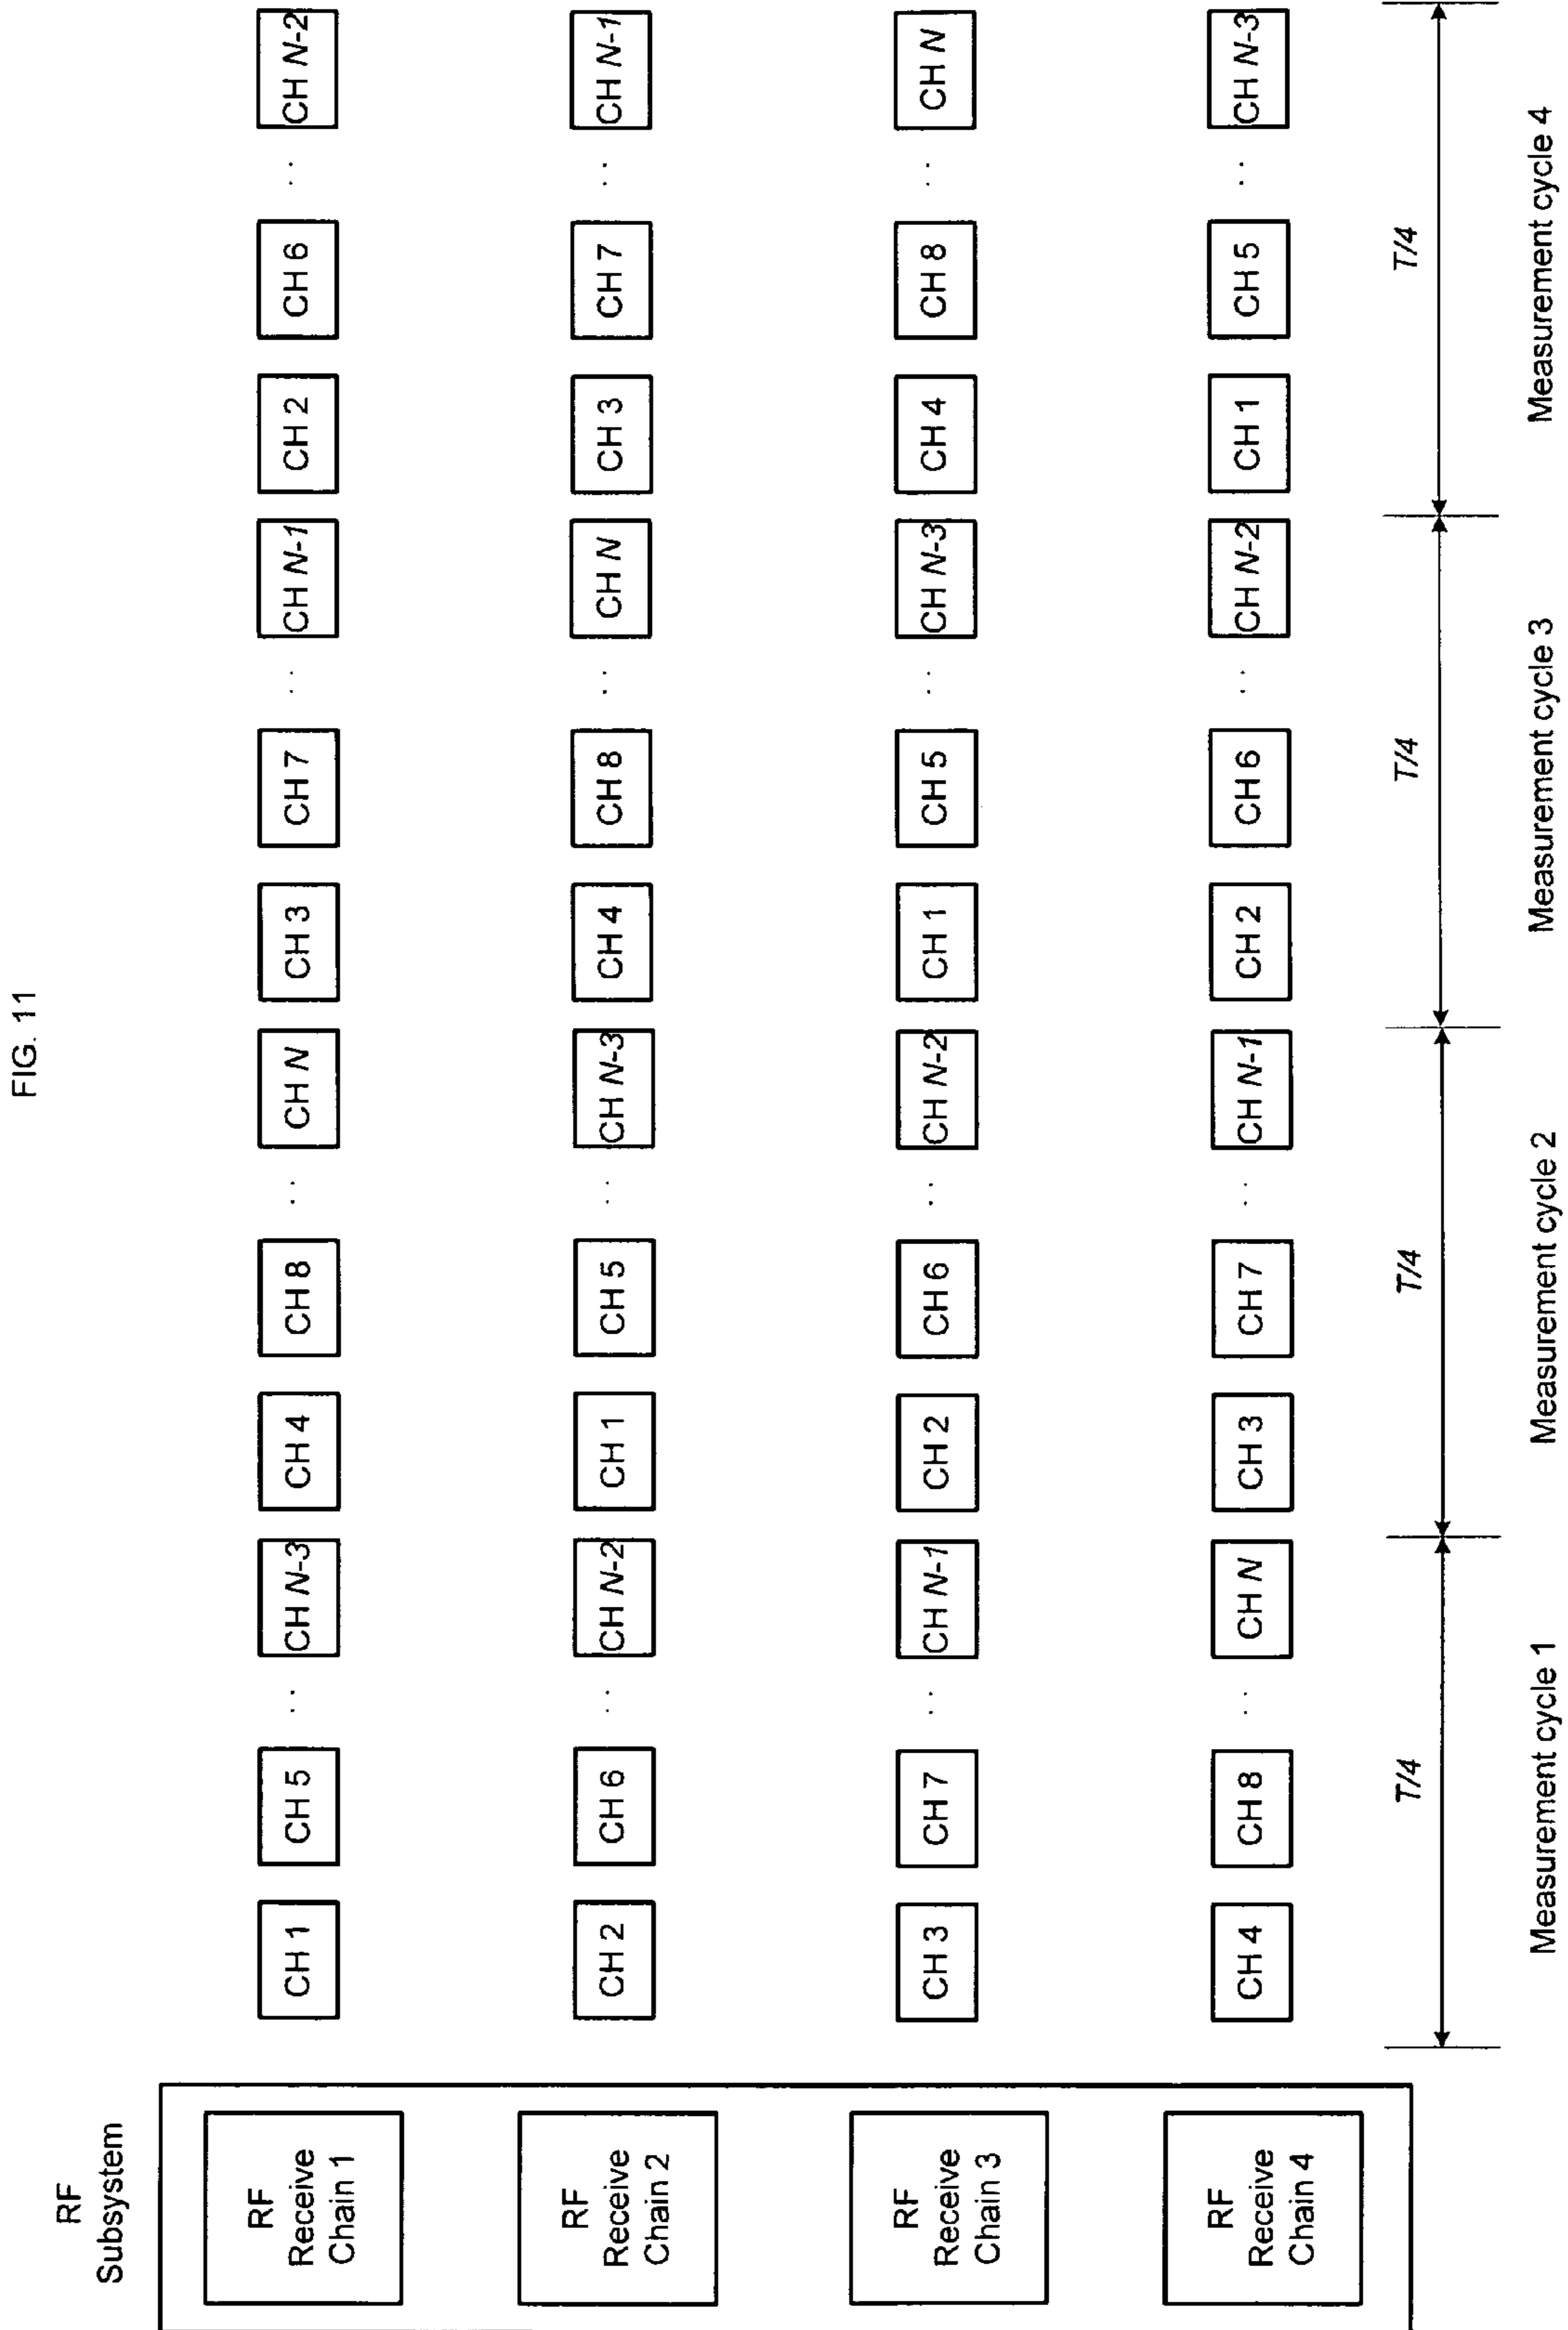 FIG. 11
RF
Subsystem
RF
Receive
Chain 1
CH 1
CH 5
CH N-3
CH 4
CH 8
CH N
CH 3
CH 7
CH N-1
CH 2
CH 6
CH N-2
RF
Receive
Chain 2
CH 2
CH 6
CH N-2
CH 1
CH 5
CH N-3
CH 4
CH 8
CH N
CH 3
CH 7
CH N-1
RF
Receive
Chain 3
CH 3
CH 7
CH N-1
CH 2
CH 6
CH N-2
CH 1
CH 5
CH N-3
CH 4
CH 8
CH N
RF
Receive
Chain 4
CH 4
CH 8
CH N
CH 3
CH 7
CH N-1
CH 2
CH 6
CH N-2
CH 1
CH 5
CH N-3
T/4
T/4
T/4
T/4
Measurement cycle 1
Measurement cycle 2
Measurement cycle 3
Measurement cycle 4